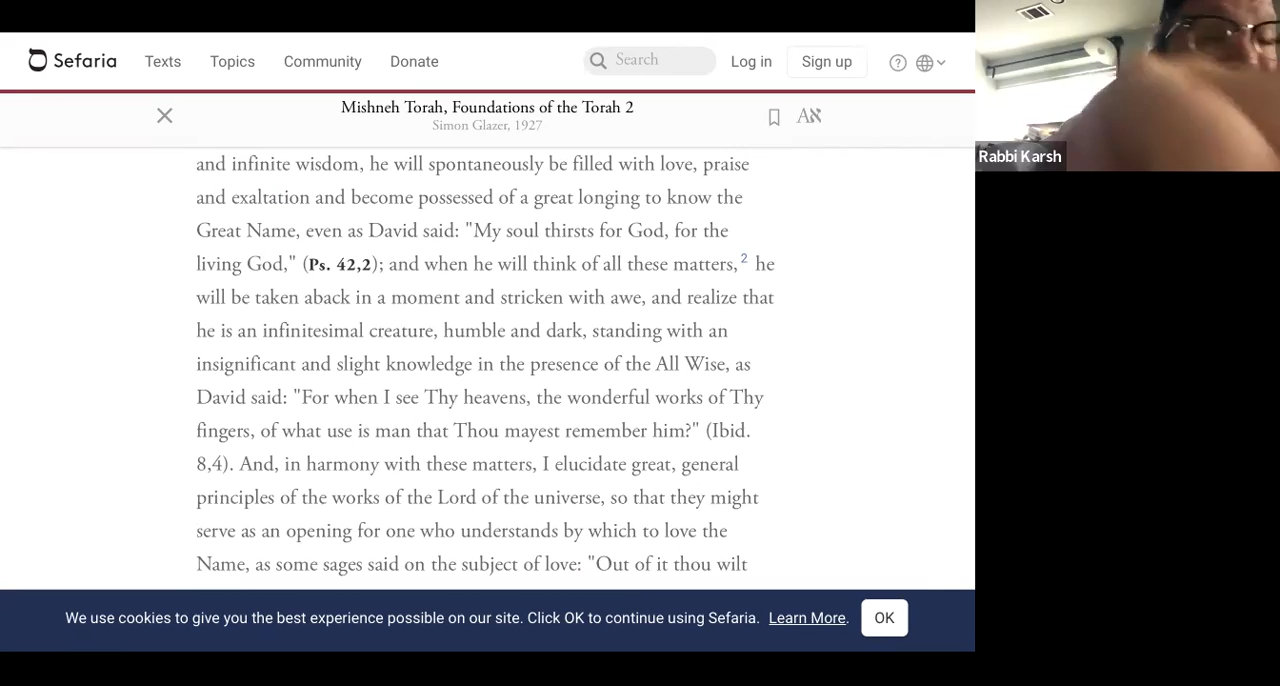 Sefaria Texts Topics Community Donate Search Log in Sign up
Mishneh Torah, Foundations of the Torah 2
Simon Glazer, 1927
and infinite wisdom, he will spontaneously be filled with love, praise
and exaltation and become possessed of a great longing to know the
Great Name, even as David said: "My soul thirsts for God, for the
living God," (Ps. 42,2); and when he will think of all these matters,2 he
will be taken aback in a moment and stricken with awe, and realize that
he is an infinitesimal creature, humble and dark, standing with an
insignificant and slight knowledge in the presence of the All Wise, as
David said: "For when I see Thy heavens, the wonderful works of Thy
fingers, of what use is man that Thou mayest remember him?" (Ibid.
8,4). And, in harmony with these matters, I elucidate great, general
principles of the works of the Lord of the universe, so that they might
serve as an opening for one who understands by which to love the
Name, as some sages said on the subject of love: "Out of it thou wilt
We use cookies to give you the best experience possible on our site. Click OK to continue using Sefaria. Learn More. OK
Rabbi Karsh